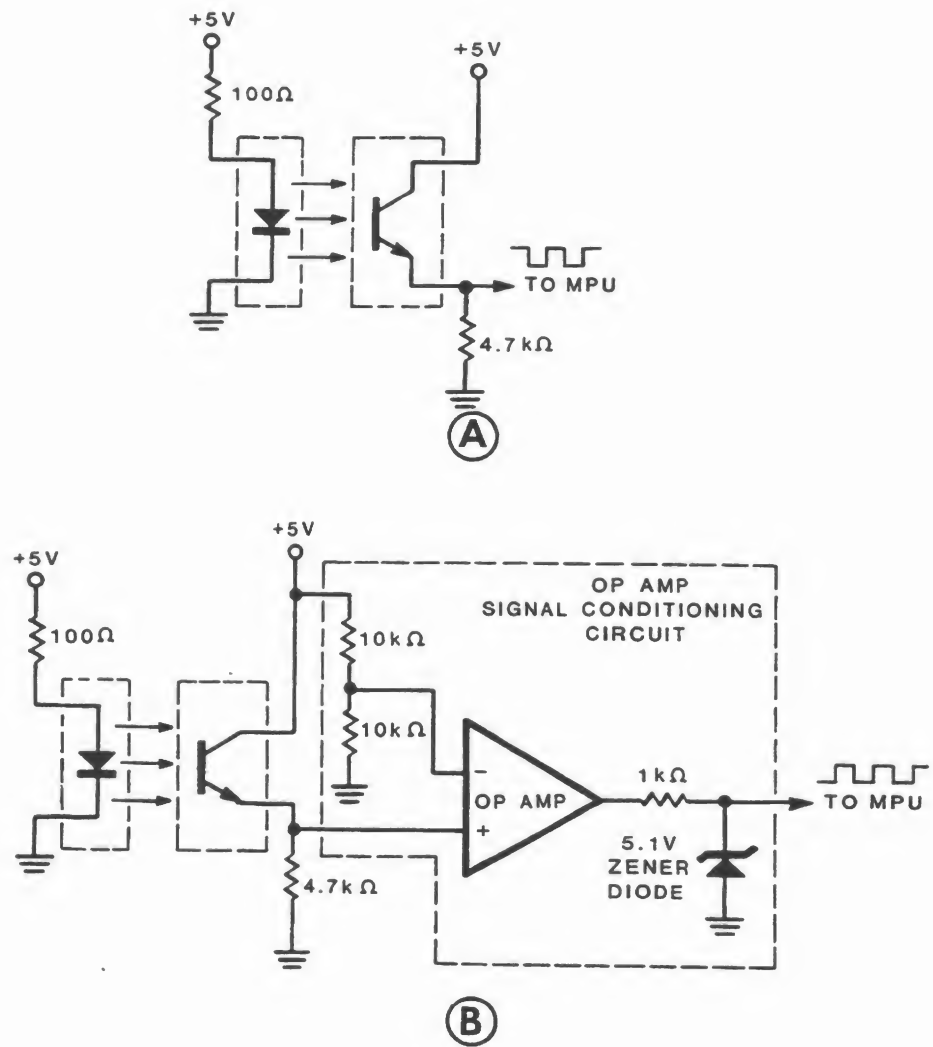 +5V
+5V
100Ω
TO MPU
4.7kΩ
A
+5V
+5V
OP AMP
SIGNAL CONDITIONING
CIRCUIT
100Ω
10kΩ
10kΩ
−
OP AMP
+
1kΩ
TO MPU
5.1V
ZENER
DIODE
4.7kΩ
B